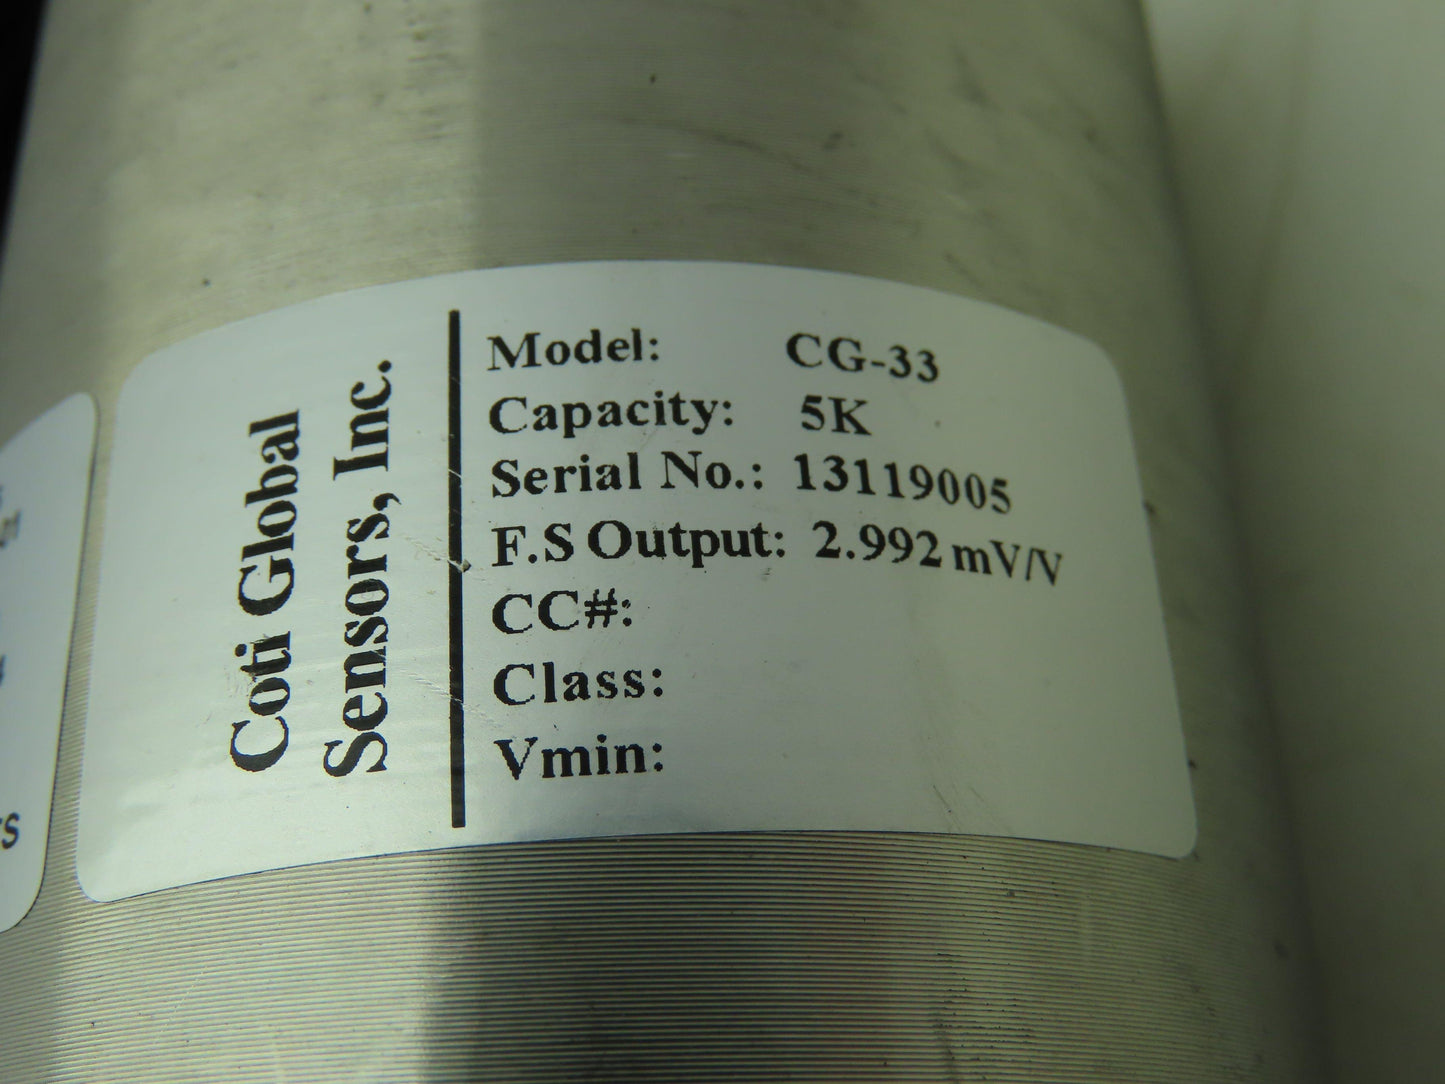 Coti Global
Sensors, Inc.
Model: CG-33
Capacity: 5K
Serial No.: 13119005
F.S Output: 2.992 mV/V
CC#:
Class:
Vmin: